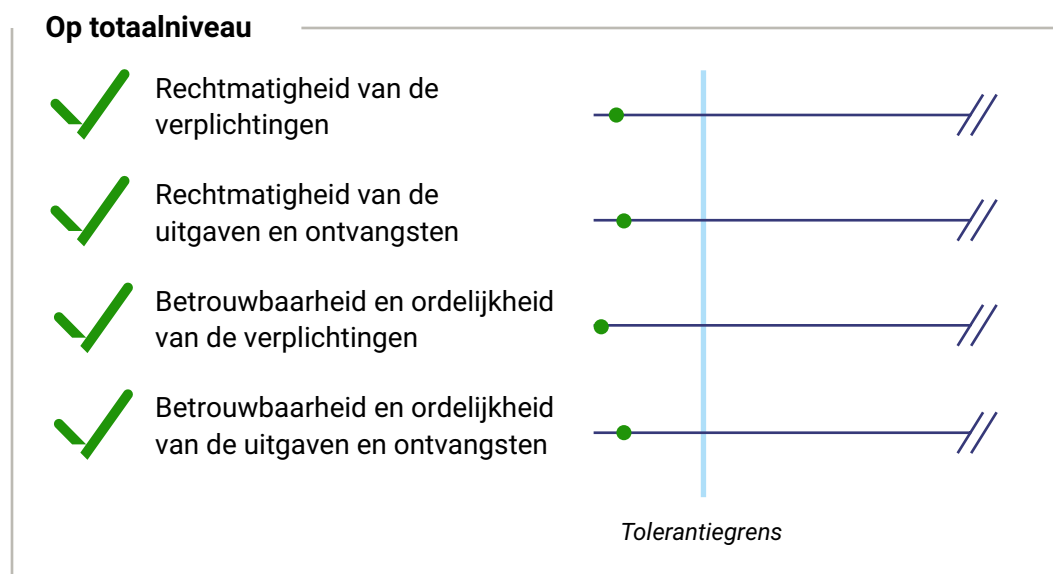 Op totaalniveau
Rechtmatigheid van de
verplichtingen
Rechtmatigheid van de
uitgaven en ontvangsten
Betrouwbaarheid en ordelijkheid
van de verplichtingen
Betrouwbaarheid en ordelijkheid
van de uitgaven en ontvangsten
Tolerantiegrens